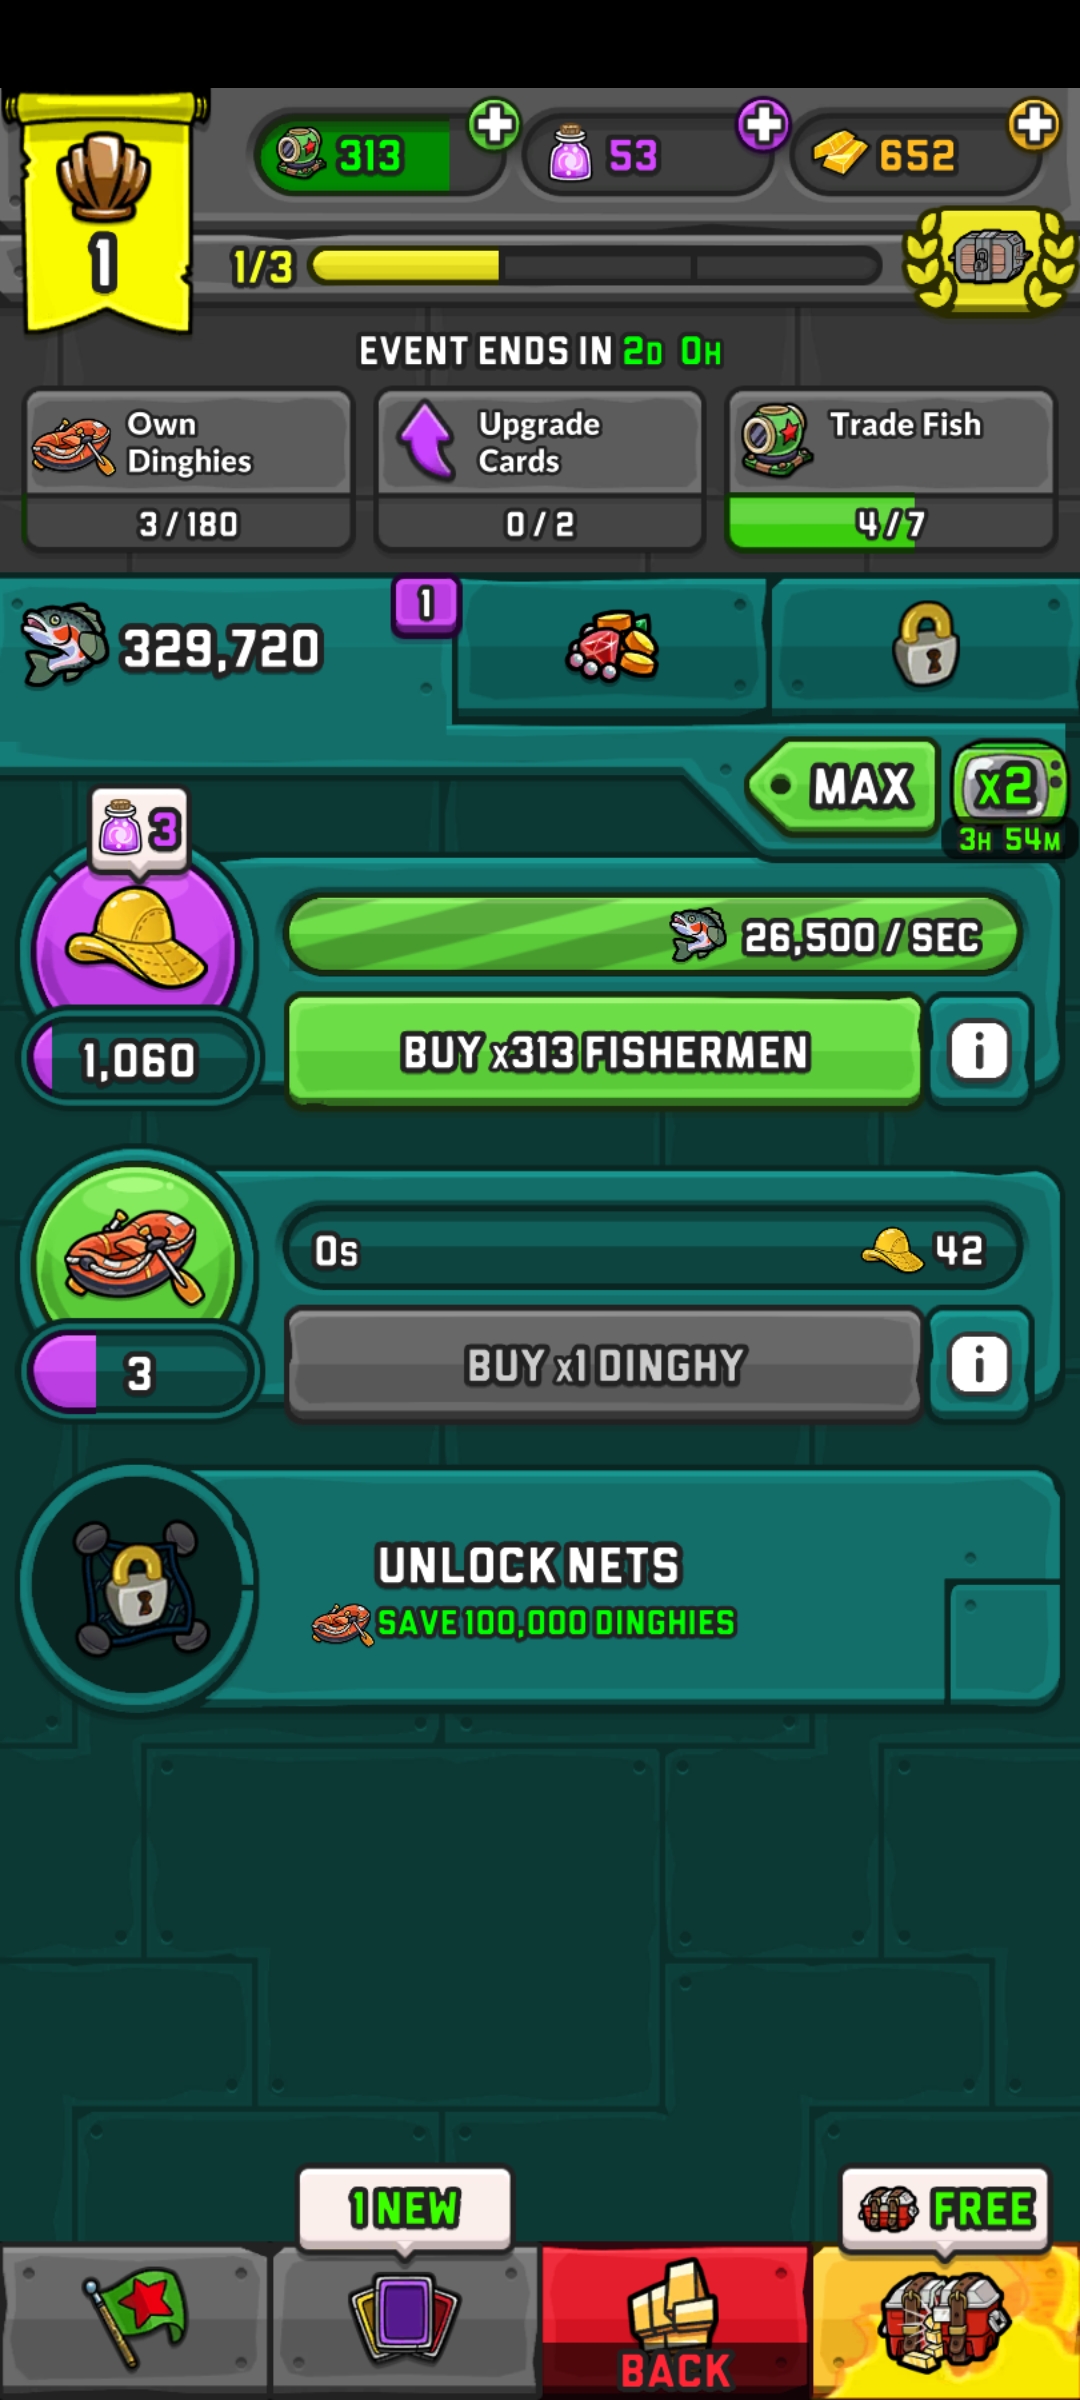 313
53
652
1
1/3
EVENT ENDS IN 2D 0H
Own
Dinghies
3 / 180
Upgrade
Cards
0 / 2
Trade Fish
4 / 7
329,720
1
MAX
x2
3H 54M
3
26,500 / SEC
1,060
BUY x313 FISHERMEN
i
0s
42
3
BUY x1 DINGHY
i
UNLOCK NETS
SAVE 100,000 DINGHIES
1 NEW
FREE
BACK